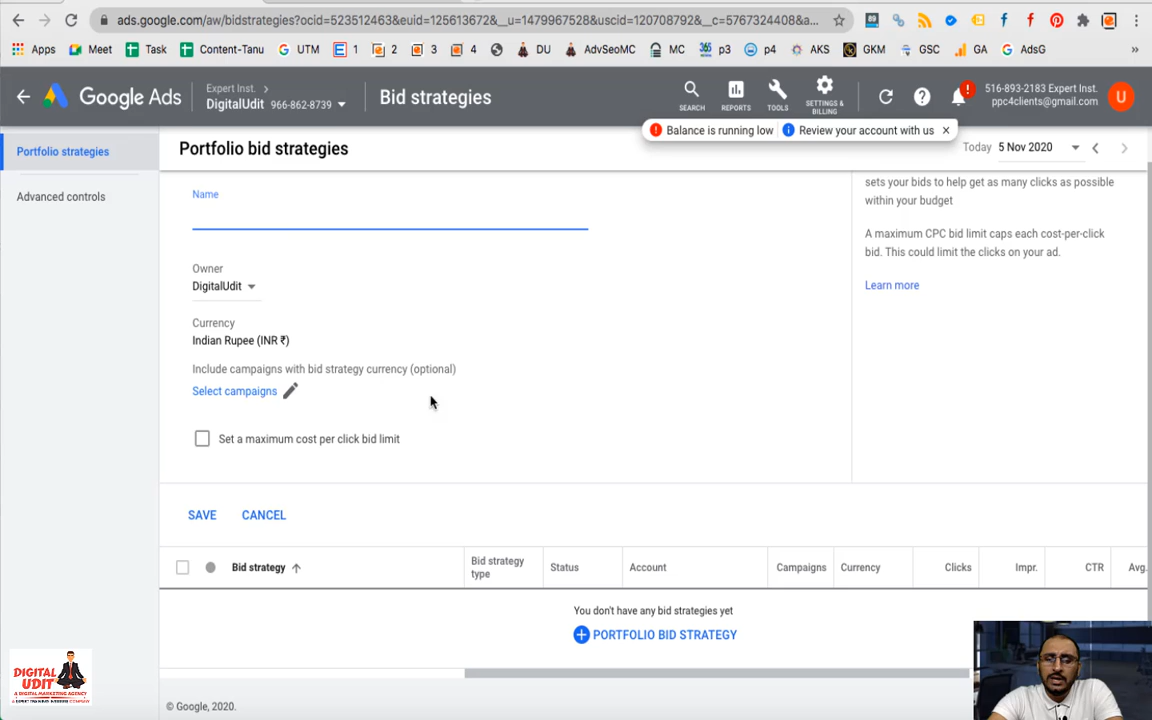 ads.google.com/aw/bidstrategies?ocid=523512463&euid=125613672&__u=1479967528&uscid=120708792&__c=5767324408&a...
Apps Meet Task Content-Tanu UTM 1 2 3 4 DU AdvSeoMC MC p3 p4 AKS GKM GSC GA AdsG »
Google Ads
Expert Inst.
DigitalUdit 966-862-8739
Bid strategies
SEARCH
REPORTS
TOOLS
SETTINGS & BILLING
516-893-2183 Expert Inst.
ppc4clients@gmail.com
U
Balance is running low
Review your account with us
Portfolio strategies
Advanced controls
Portfolio bid strategies
Today 5 Nov 2020
Name
Owner
DigitalUdit
Currency
Indian Rupee (INR ₹)
Include campaigns with bid strategy currency (optional)
Select campaigns
Set a maximum cost per click bid limit
sets your bids to help get as many clicks as possible
within your budget
A maximum CPC bid limit caps each cost-per-click
bid. This could limit the clicks on your ad.
Learn more
SAVE CANCEL
Bid strategy
Bid strategy type
Status
Account
Campaigns
Currency
Clicks
Impr.
CTR
Avg.
You don't have any bid strategies yet
PORTFOLIO BID STRATEGY
© Google, 2020.
DIGITAL
UDIT
A DIGITAL MARKETING AGENCY